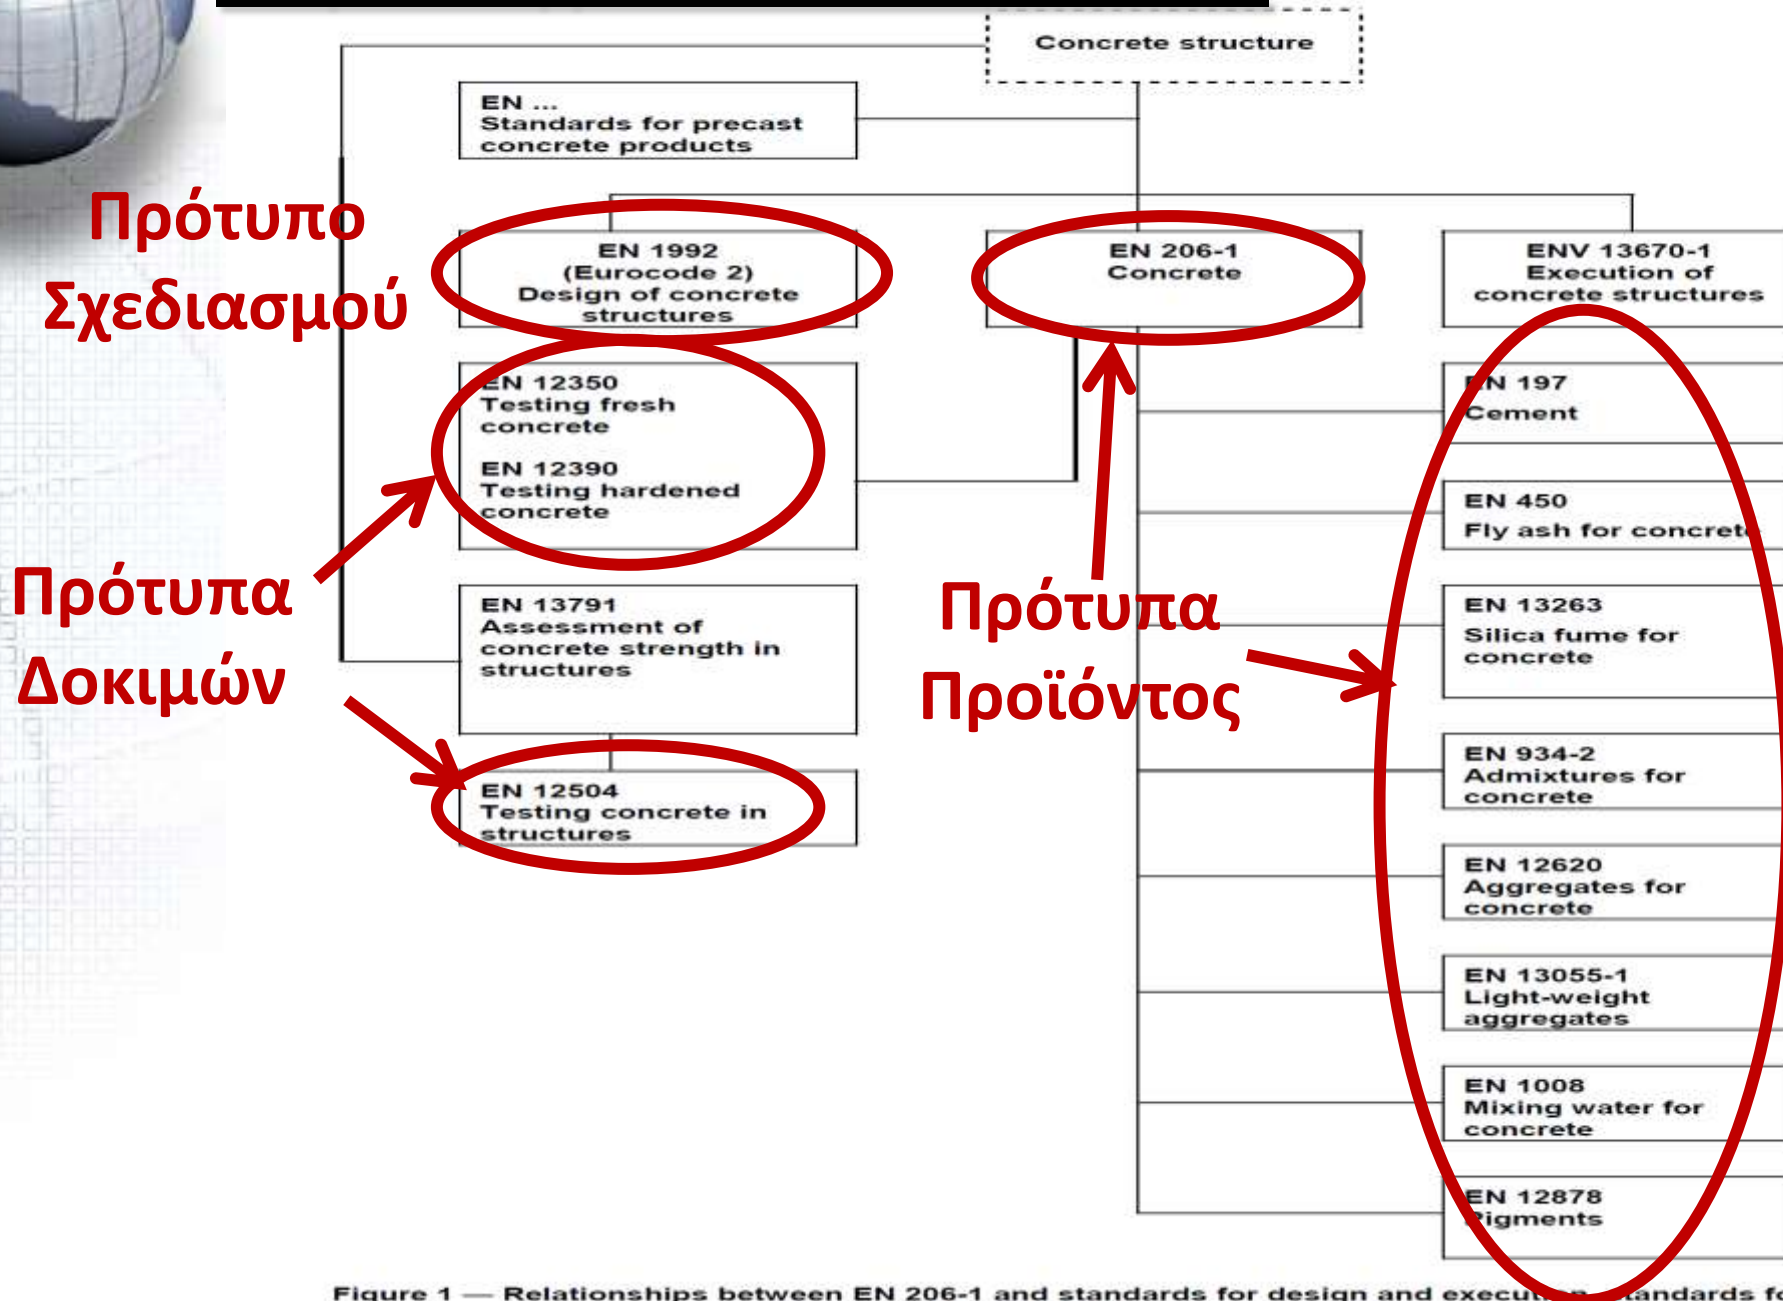 Concrete structure
EN ...
Standards for precast
concrete products
Πρότυπο
Σχεδιασμού
EN 1992
(Eurocode 2)
Design of concrete
structures
EN 206-1
Concrete
ENV 13670-1
Execution of
concrete structures
EN 12350
Testing fresh
concrete
EN 12390
Testing hardened
concrete
Πρότυπα
Δοκιμών
EN 13791
Assessment of
concrete strength in
structures
EN 12504
Testing concrete in
structures
Πρότυπα
Προϊόντος
EN 197
Cement
EN 450
Fly ash for concrete
EN 13263
Silica fume for
concrete
EN 934-2
Admixtures for
concrete
EN 12620
Aggregates for
concrete
EN 13055-1
Light-weight
aggregates
EN 1008
Mixing water for
concrete
EN 12878
Pigments
Figure 1 — Relationships between EN 206-1 and standards for design and execution, standards